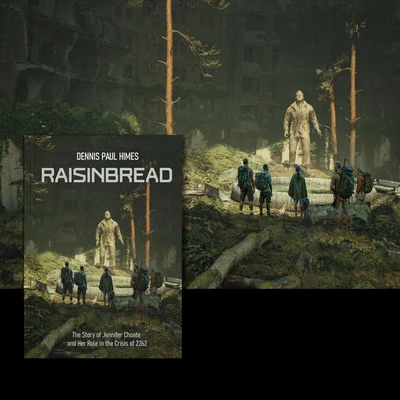 DENNIS PAUL HIMES
RAISINBREAD
The Story of Jennifer Choate
and Her Role in the Crisis of 2262